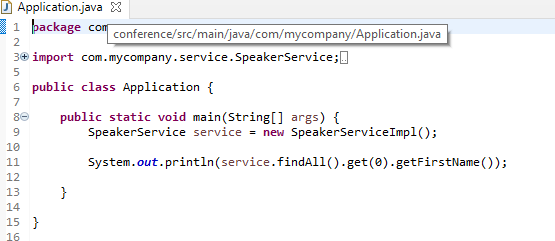 Application.java
1 package com
conference/src/main/java/com/mycompany/Application.java
2
3 import com.mycompany.service.SpeakerService;
6 public class Application {
7
8 public static void main(String[] args) {
9 SpeakerService service = new SpeakerServiceImpl();
10
11 System.out.println(service.findAll().get(0).getFirstName());
12
13 }
14
15 }
16